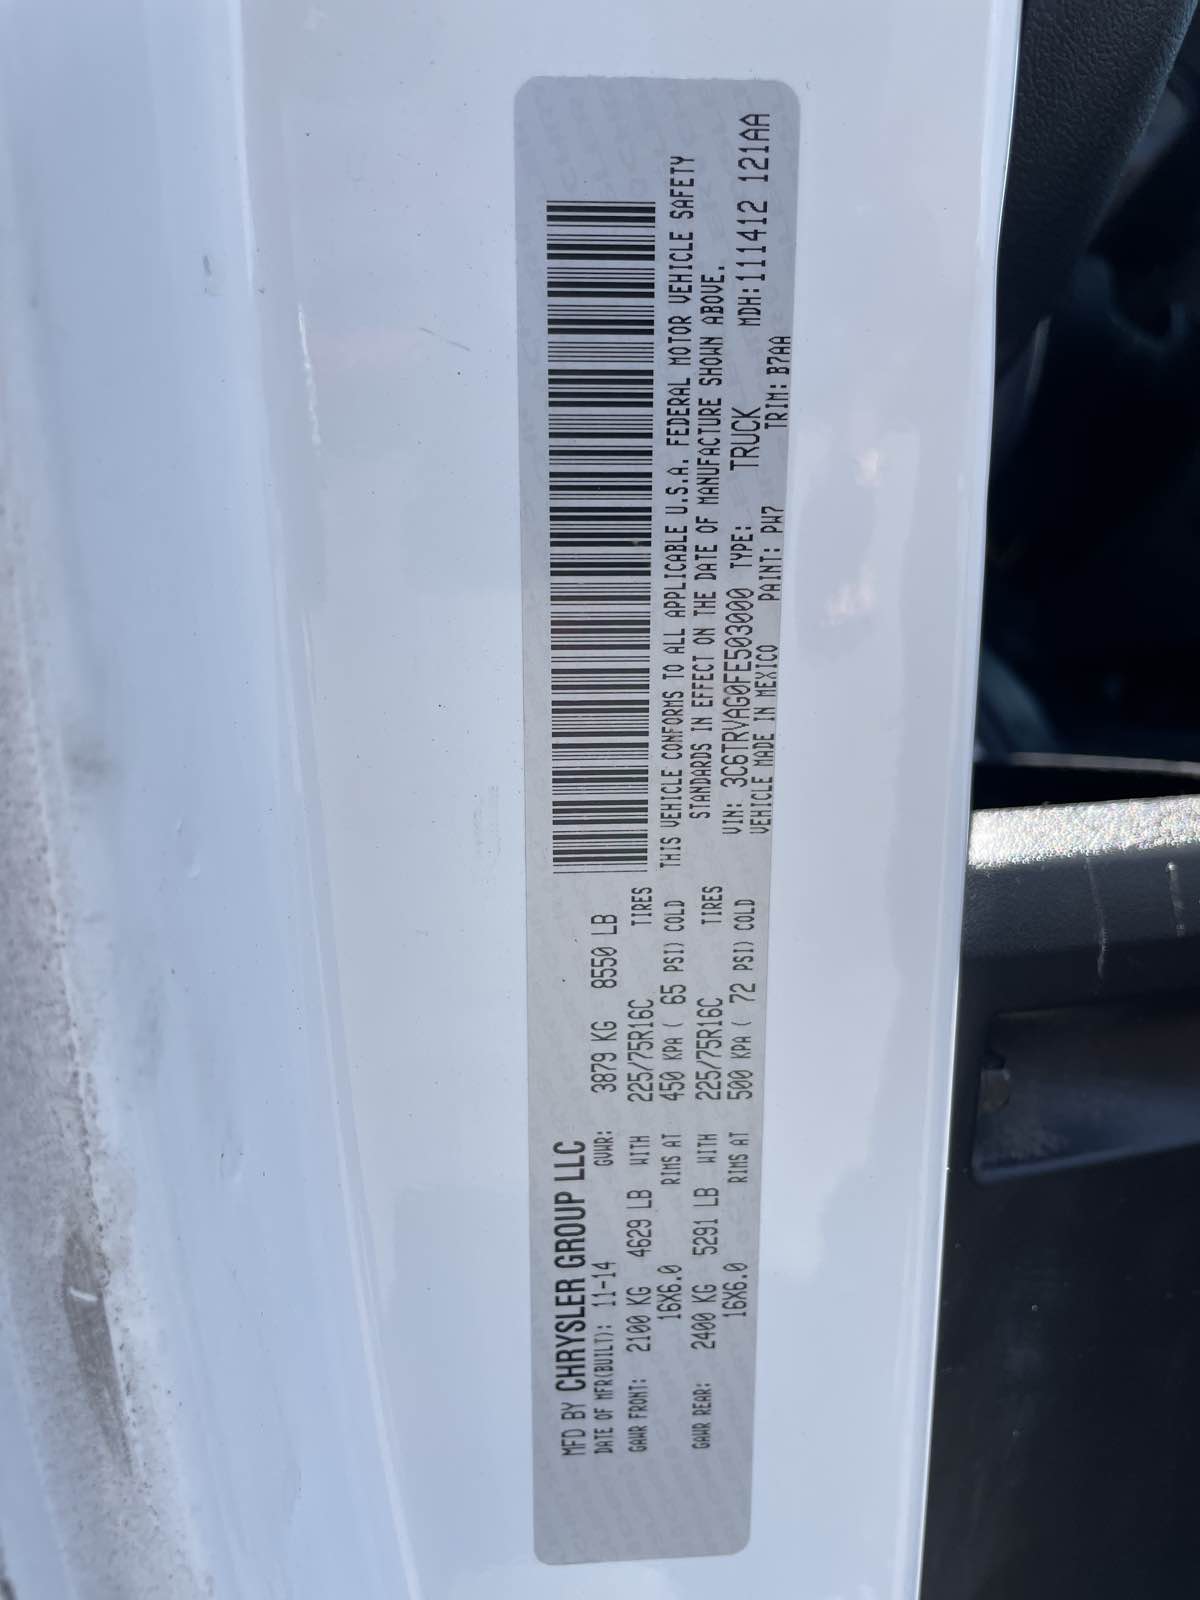 MFD BY CHRYSLER GROUP LLC
DATE OF MFR(BUILT): 11-14 GVWR: 3879 KG 8550 LB
GAWR FRONT: 2100 KG 4629 LB WITH 225/75R16C TIRES
16X6.0 RIMS AT 450 KPA ( 65 PSI) COLD
GAWR REAR: 2400 KG 5291 LB WITH 225/75R16C TIRES
16X6.0 RIMS AT 500 KPA ( 72 PSI) COLD
THIS VEHICLE CONFORMS TO ALL APPLICABLE U.S.A. FEDERAL MOTOR VEHICLE SAFETY
STANDARDS IN EFFECT ON THE DATE OF MANUFACTURE SHOWN ABOVE.
VIN: 3C6TRVAG0FE503000 TYPE: TRUCK MDH:111412 121AA
VEHICLE MADE IN MEXICO PAINT: PW7 TRIM: B7AA